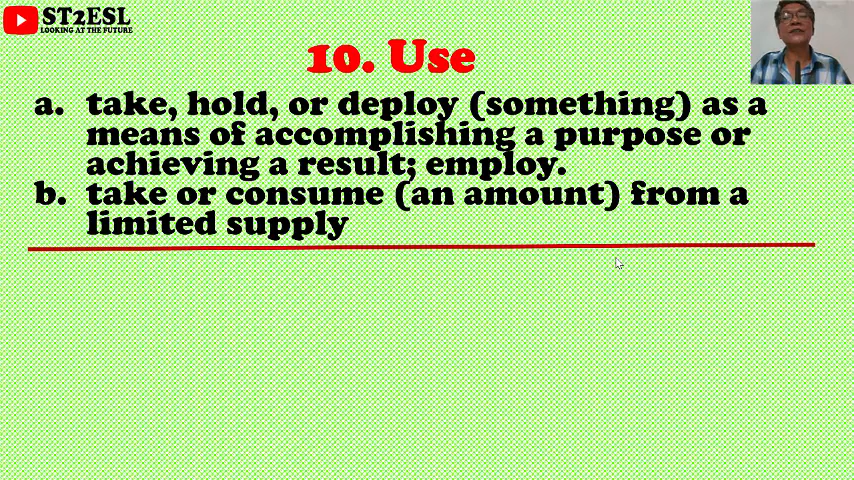 ST2ESL
LOOKING AT THE FUTURE
10. Use
a. take, hold, or deploy (something) as a
means of accomplishing a purpose or
achieving a result; employ.
b. take or consume (an amount) from a
limited supply